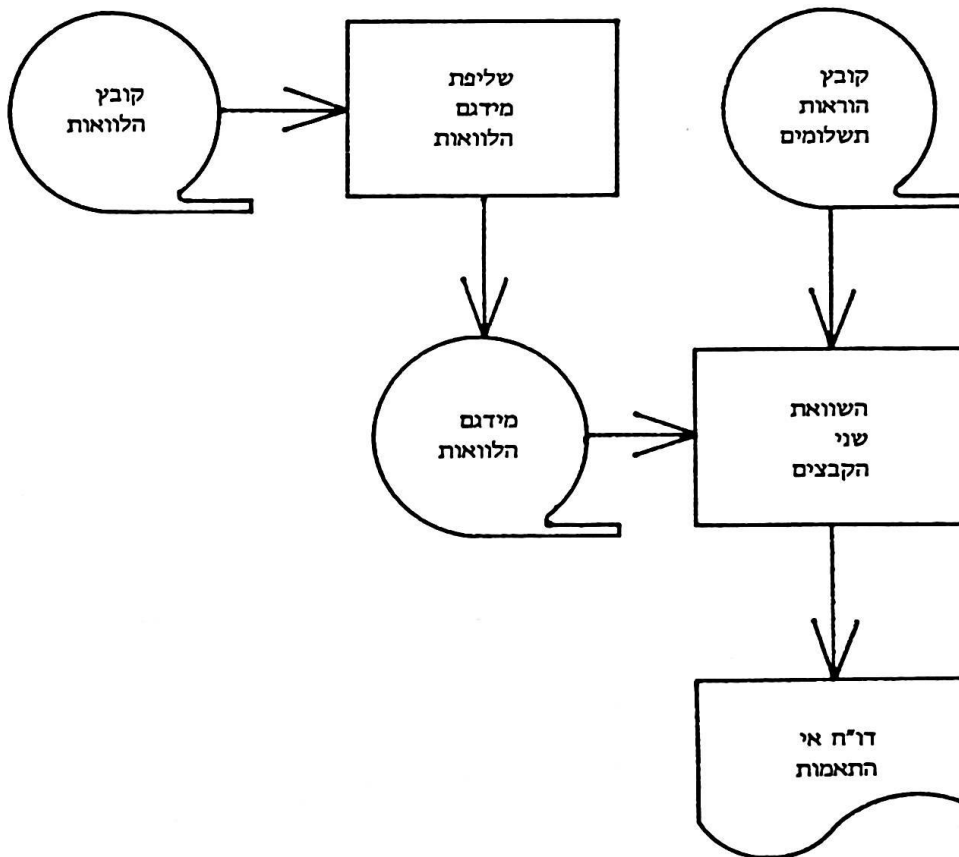 קובץ
הלוואות
שליפת
מידגם
הלוואות
קובץ
הוראות
תשלומים
מידגם
הלוואות
השוואת
שני
הקבצים
דו"ח אי
התאמות